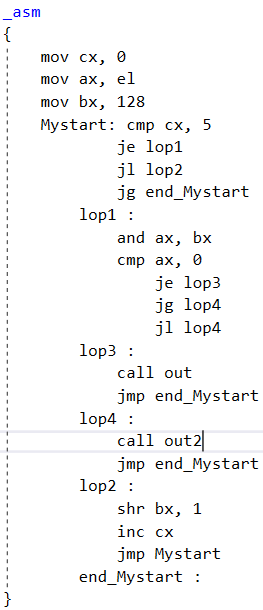 _asm
{
mov cx, 0
mov ax, el
mov bx, 128
Mystart: cmp cx, 5
je lop1
jl lop2
jg end_Mystart
lop1 :
and ax, bx
cmp ax, 0
je lop3
jg lop4
jl lop4
lop3 :
call out
jmp end_Mystart
lop4 :
call out2
jmp end_Mystart
lop2 :
shr bx, 1
inc cx
jmp Mystart
end_Mystart :
}